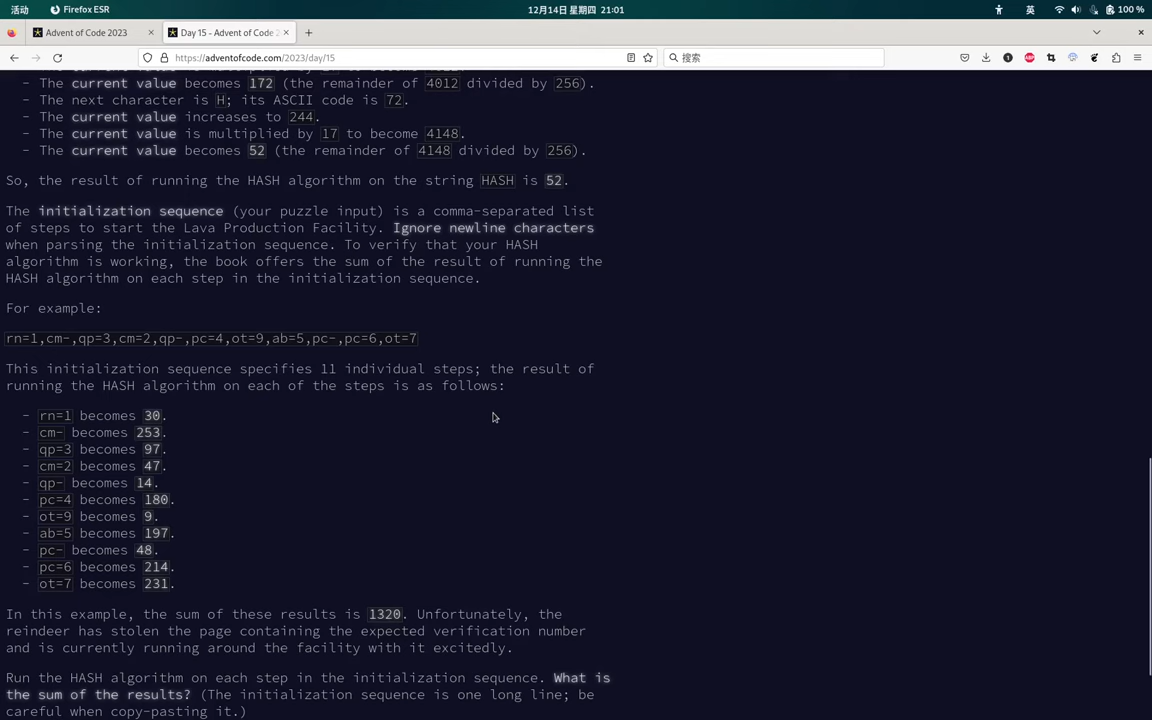 活动
Firefox ESR
12月14日 星期四 21:01
英
100 %
Advent of Code 2023
Day 15 - Advent of Code 2
https://adventofcode.com/2023/day/15
搜索
- The current value becomes 172 (the remainder of 4012 divided by 256).
- The next character is H; its ASCII code is 72.
- The current value increases to 244.
- The current value is multiplied by 17 to become 4148.
- The current value becomes 52 (the remainder of 4148 divided by 256).
So, the result of running the HASH algorithm on the string HASH is 52.
The initialization sequence (your puzzle input) is a comma-separated list
of steps to start the Lava Production Facility. Ignore newline characters
when parsing the initialization sequence. To verify that your HASH
algorithm is working, the book offers the sum of the result of running the
HASH algorithm on each step in the initialization sequence.
For example:
rn=1,cm-,qp=3,cm=2,qp-,pc=4,ot=9,ab=5,pc-,pc=6,ot=7
This initialization sequence specifies 11 individual steps; the result of
running the HASH algorithm on each of the steps is as follows:
- rn=1 becomes 30.
- cm- becomes 253.
- qp=3 becomes 97.
- cm=2 becomes 47.
- qp- becomes 14.
- pc=4 becomes 180.
- ot=9 becomes 9.
- ab=5 becomes 197.
- pc- becomes 48.
- pc=6 becomes 214.
- ot=7 becomes 231.
In this example, the sum of these results is 1320. Unfortunately, the
reindeer has stolen the page containing the expected verification number
and is currently running around the facility with it excitedly.
Run the HASH algorithm on each step in the initialization sequence. What is
the sum of the results? (The initialization sequence is one long line; be
careful when copy-pasting it.)